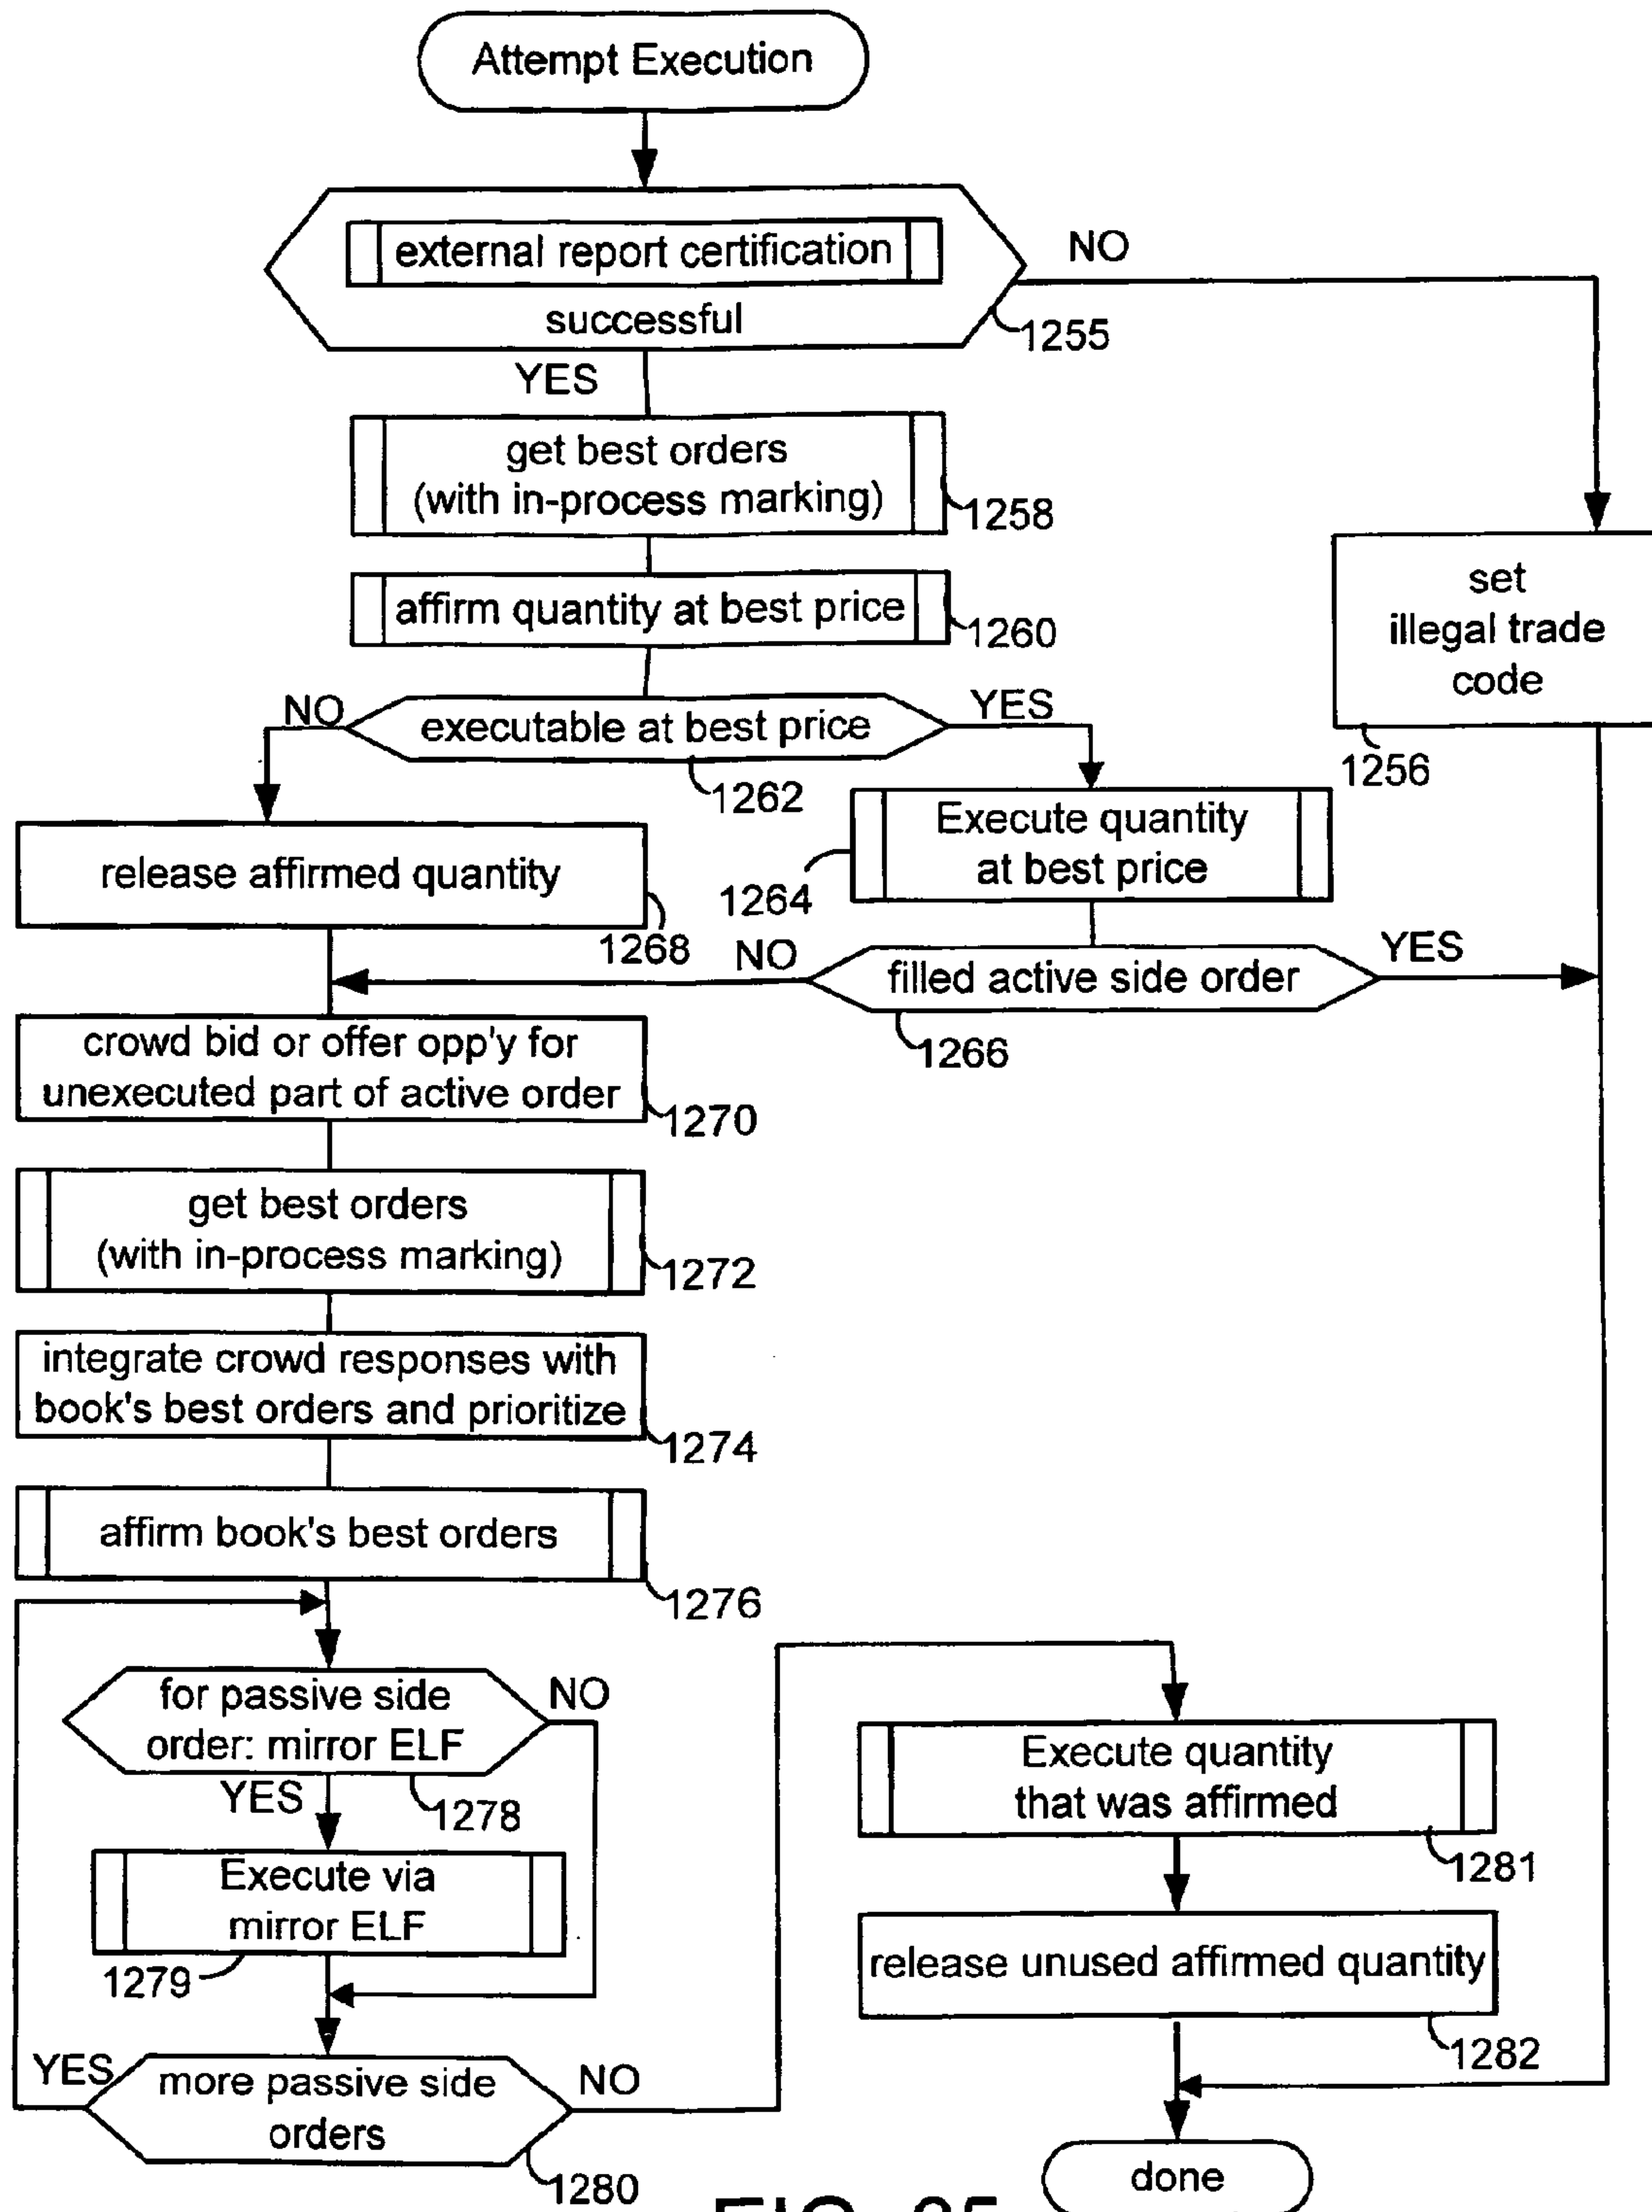 Attempt Execution
external report certification
successful
NO
1255
YES
get best orders
(with in-process marking)
1258
affirm quantity at best price
1260
set
illegal trade
code
1256
NO
executable at best price
YES
1262
Execute quantity
at best price
1264
release affirmed quantity
1268
NO
filled active side order
YES
1266
crowd bid or offer opp'y for
unexecuted part of active order
1270
get best orders
(with in-process marking)
1272
integrate crowd responses with
book's best orders and prioritize
1274
affirm book's best orders
1276
for passive side
order: mirror ELF
NO
YES
1278
Execute via
mirror ELF
1279
YES
more passive side
orders
NO
1280
Execute quantity
that was affirmed
1281
release unused affirmed quantity
1282
done